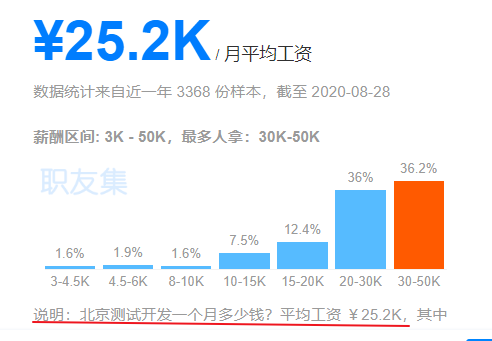 ¥25.2K / 月平均工资
数据统计来自近一年 3368 份样本，截至 2020-08-28
薪酬区间: 3K - 50K，最多人拿：30K-50K
职友集
1.6% 1.9% 1.6% 7.5% 12.4% 36% 36.2%
3-4.5K 4.5-6K 8-10K 10-15K 15-20K 20-30K 30-50K
说明：北京测试开发一个月多少钱？平均工资 ￥25.2K，其中